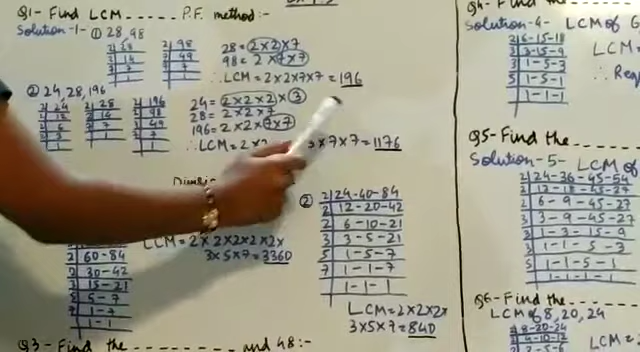 Q1- Find LCM _ _ _ _ _ P.F. method:-
Solution-1- ① 28, 98
2 28
2 14
7 7
1
2 98
7 49
7 7
1
28 = 2×2×7
98 = 2×7×7
∴ LCM = 2×2×7×7 = 196
② 24, 28, 196
2 24
2 12
2 6
3 3
1
2 28
2 14
7 7
1
2 196
2 98
7 49
7 7
1
24 = 2×2×2×3
28 = 2×2×7
196 = 2×2×7×7
∴ LCM = 2×2
×7×7 = 1176
60-84
2 30-42
3 15-21
5 5-7
7 1-7
1-1
LCM = 2×2×2×2×2×
3×5×7 = 3360
② 2 24-40-84
2 12-20-42
2 6-10-21
3 3-5-21
5 1-5-7
7 1-1-7
1-1-1
LCM = 2×2×2×
3×5×7 = 840
Q3- Find the _ _ _ _ _ and 48:-
Q4- Find the
Solution-4- LCM of 6
2 6-15-18
3 3-15-9
3 1-5-3
5 1-5-1
1-1-1
LCM =
∴ Req
Q5- Find the _ _ _ _ _
Solution-5- LCM of
2 24-36-45-54
2 12-18-45-27
2 6-9-45-27
3 3-9-45-27
3 1-3-15-9
3 1-1-5-3
5 1-1-5-1
1-1-1-1
Q6- Find the _ _ _ _
LCM of 8, 20, 24
2 8-20-24
2 4-10-12
2 2-5-6
LCM =